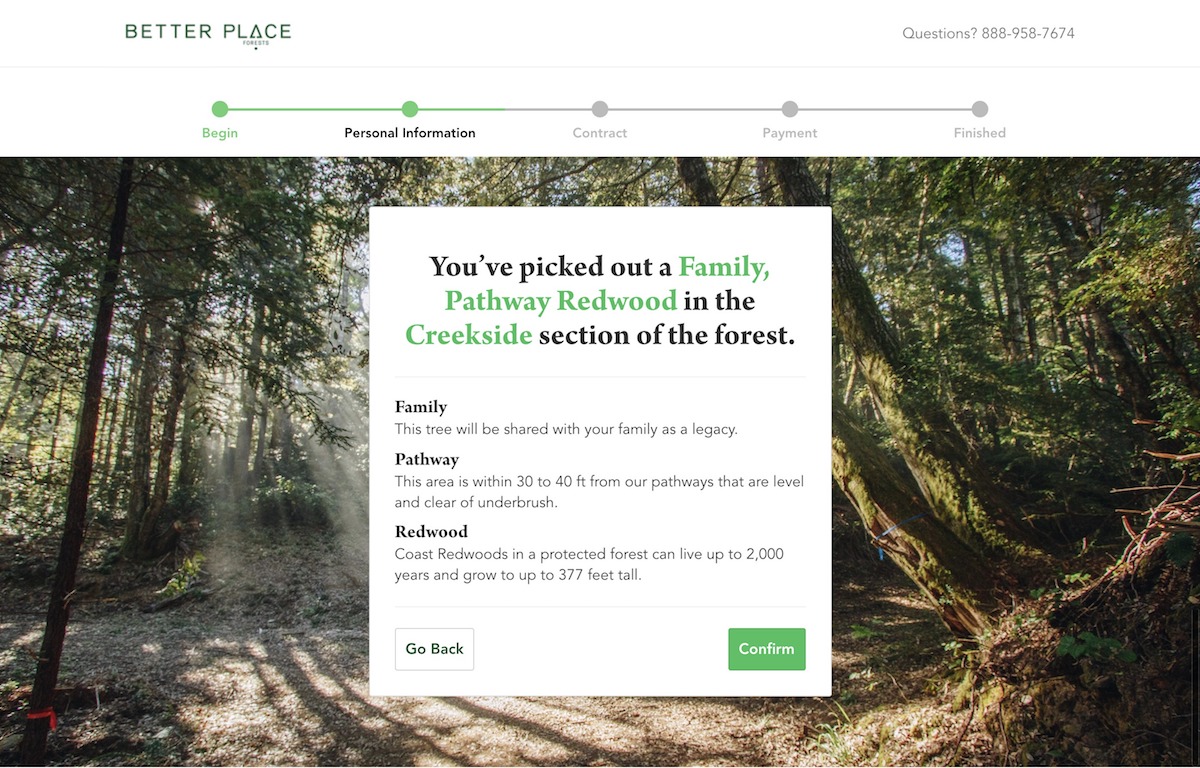 BETTER PLACE
FORESTS
Questions? 888-958-7674
Begin
Personal Information
Contract
Payment
Finished
You’ve picked out a Family,
Pathway Redwood in the
Creekside section of the forest.
Family
This tree will be shared with your family as a legacy.
Pathway
This area is within 30 to 40 ft from our pathways that are level
and clear of underbrush.
Redwood
Coast Redwoods in a protected forest can live up to 2,000
years and grow to up to 377 feet tall.
Go Back
Confirm